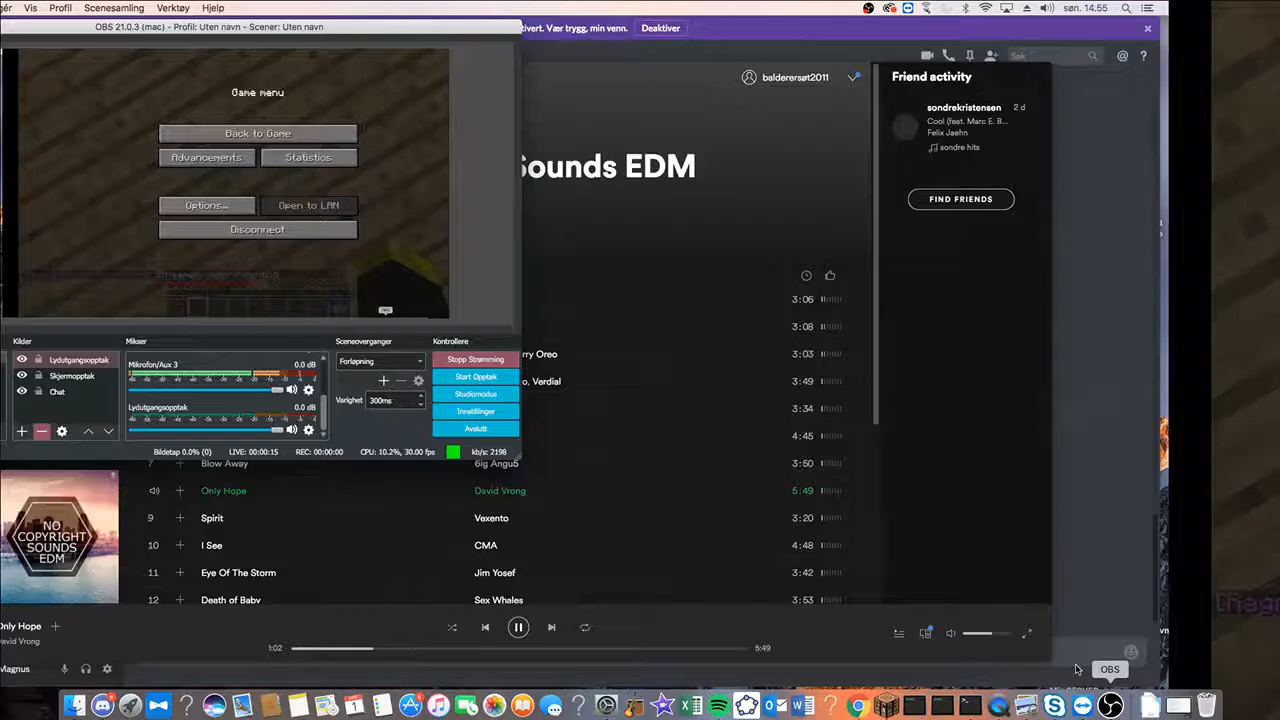 gér Vis Profil Scenesamling Verktøy Hjelp
søn. 14.55
OBS 21.0.3 (mac) - Profil: Uten navn - Scener: Uten navn
tivert. Vær trygg, min venn. Deaktiver
Søk
Game menu
Back to Game
Advancements Statistics
Options... Open to LAN
Disconnect
OBS
balderersøt2011
Friend activity
sondrekristensen 2 d
Cool (feat. Marc E. B...
Felix Jaehn
sondre hits
FIND FRIENDS
Sounds EDM
3:06
3:08
rry Oreo 3:03
o, Verdial 3:49
3:34
4:45
7 Blow Away 6ig Angu5 3:50
Only Hope David Vrong 5:49
9 Spirit Vexento 3:20
10 I See CMA 4:48
11 Eye Of The Storm Jim Yosef 3:42
12 Death of Baby Sex Whales 3:53
Kilder Mikser Sceneoverganger Kontrollere
Lydutgangsopptak
Skjermopptak
Chat
Mikrofon/Aux 3 0.0 dB
Lydutgangsopptak 0.0 dB
Forløpning
Varighet 300ms
Stopp Strømming
Start Opptak
Studiomodus
Innstillinger
Avslutt
Bildetap 0.0% (0) LIVE: 00:00:15 REC: 00:00:00 CPU: 10.2%, 30.00 fps kb/s: 2198
NO
COPYRIGHT
SOUNDS
EDM
Only Hope
David Vrong
1:02 5:49
Magnus
OBS